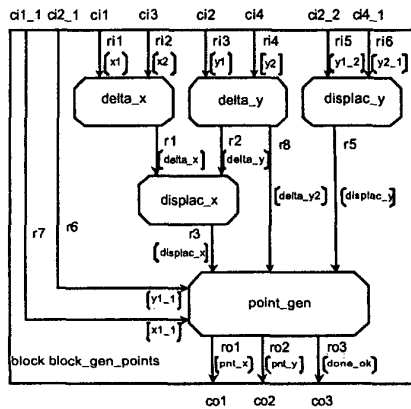 ci1_1 ci2_1 ci1 ci3 ci2 ci4 ci2_2 ci4_1
ri1 ri2 ri3 ri4 ri5 ri6
[x1] [x2] [y1] [y2] [y1_2] [y2_1]
delta_x delta_y displac_y
r1 r2 r8 r5
[delta_x] [delta_y]
displac_x
r7 r6 r3 [delta_y2] [displac_y]
[displac_x]
[y1_1] point_gen
[x1_1]
ro1 ro2 ro3
block block_gen_points [pnt_x] [pnt_y] [done_ok]
co1 co2 co3